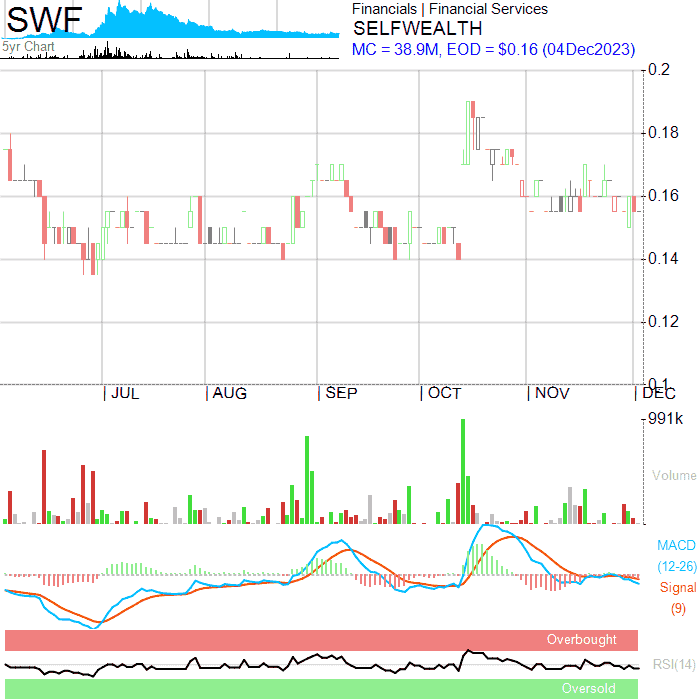 SWF
5yr Chart
Financials | Financial Services
SELFWEALTH
MC = 38.9M, EOD = $0.16 (04Dec2023)
0.2
0.18
0.16
0.14
0.12
0.1
JUL AUG SEP OCT NOV DEC
991k
Volume
MACD
(12-26)
Signal
(9)
Overbought
RSI(14)
Oversold